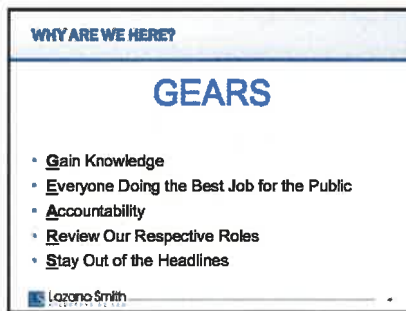 WHY ARE WE HERE?
GEARS
• Gain Knowledge
• Everyone Doing the Best Job for the Public
• Accountability
• Review Our Respective Roles
• Stay Out of the Headlines
LS Lozano Smith